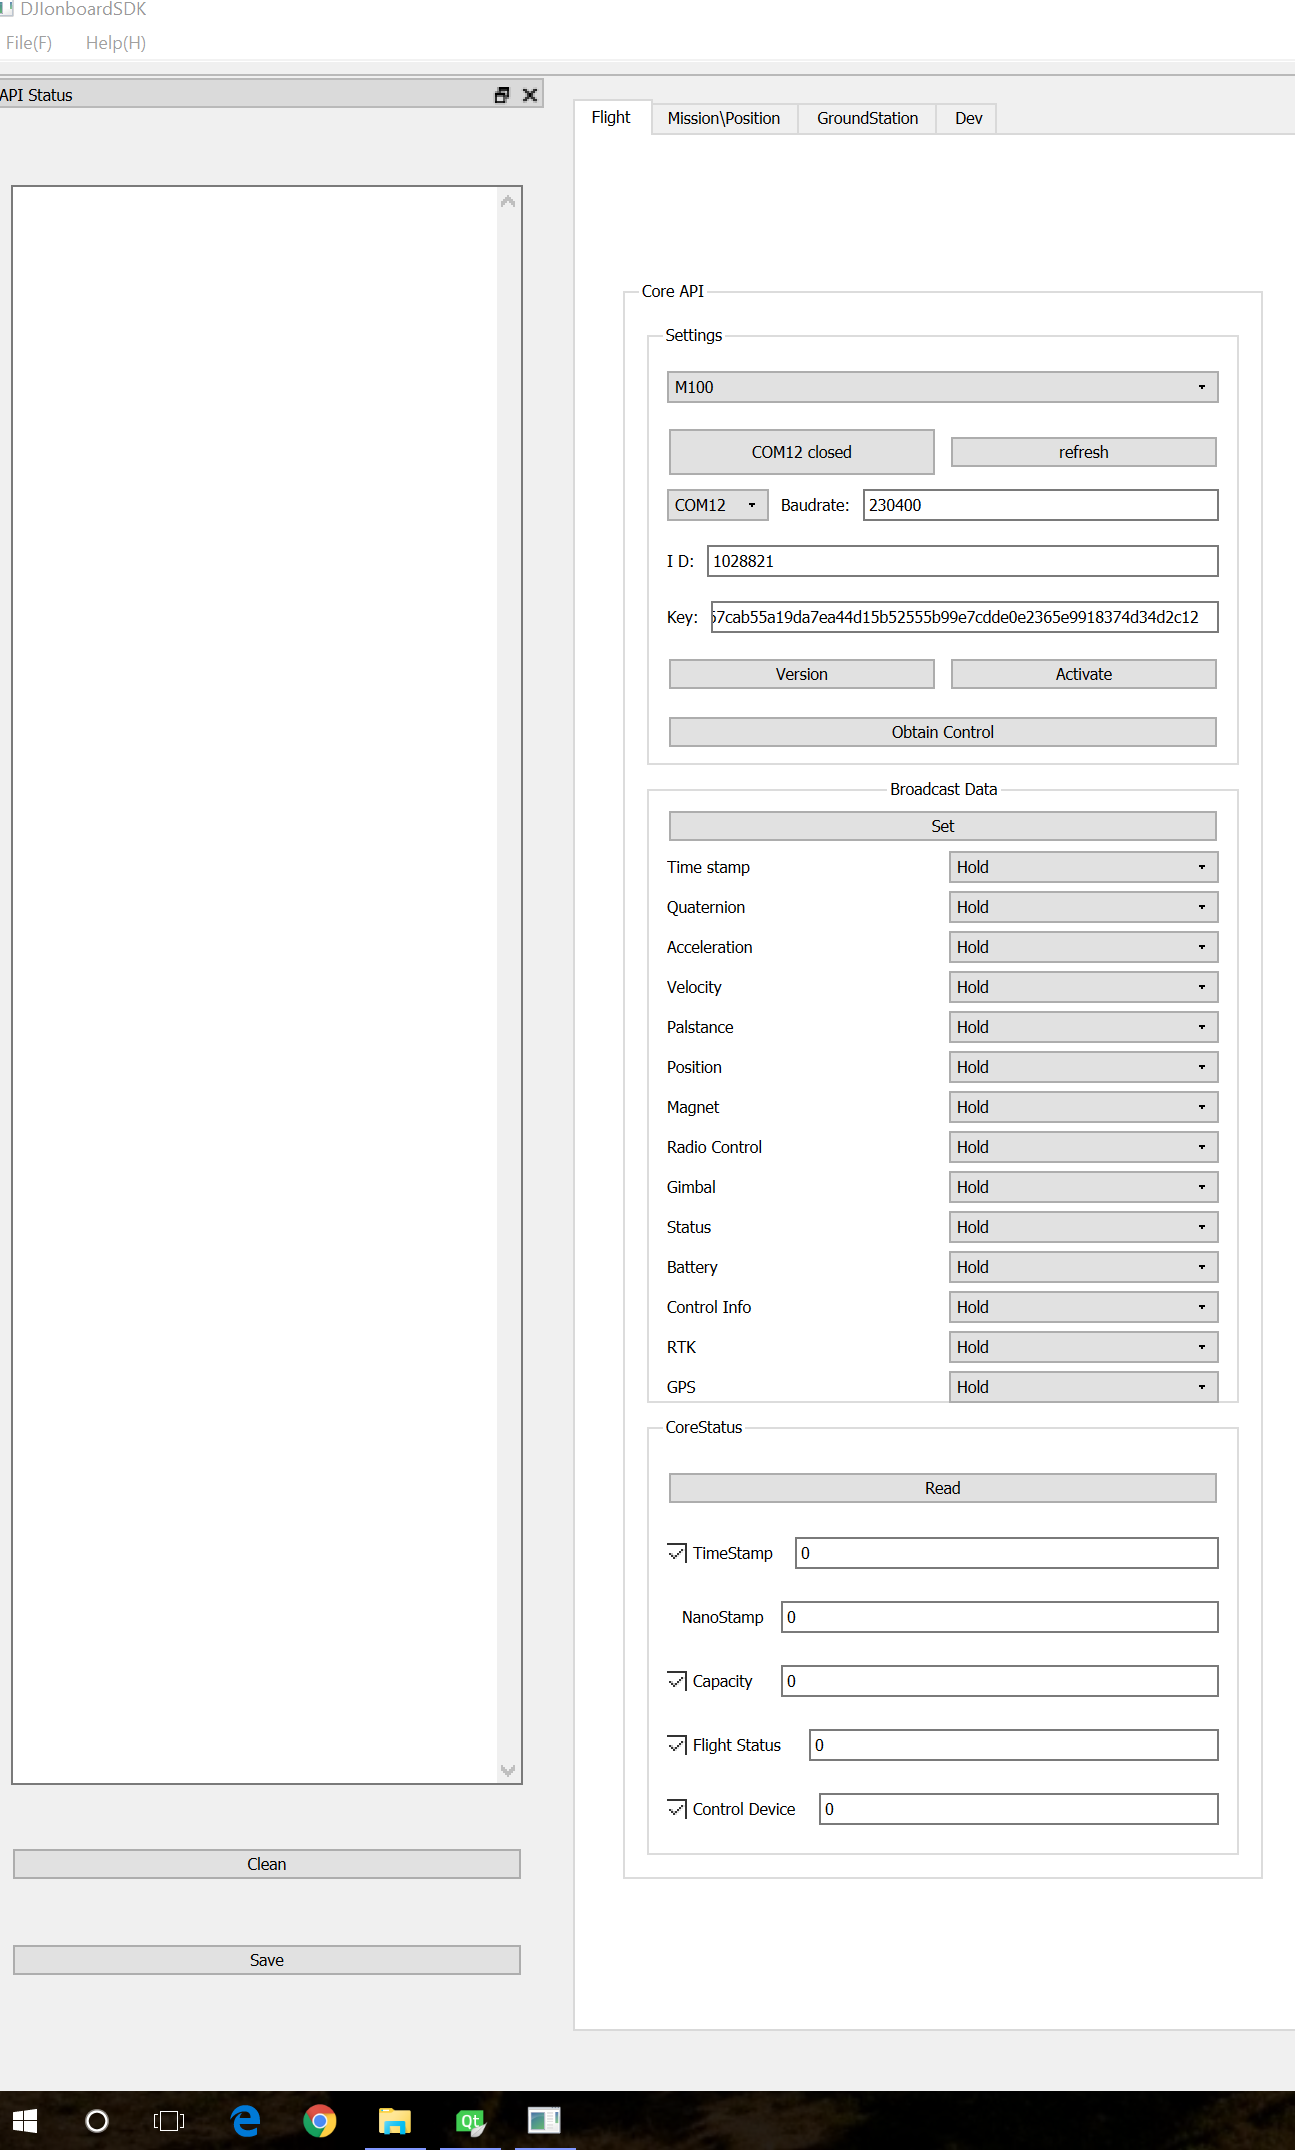 DJIonboardSDK
File(F) Help(H)
API Status
Flight Mission\Position GroundStation Dev
Core API
Settings
M100
COM12 closed refresh
COM12 Baudrate: 230400
I D: 1028821
Key: 57cab55a19da7ea44d15b52555b99e7cdde0e2365e9918374d34d2c12
Version Activate
Obtain Control
Broadcast Data
Set
Time stamp Hold
Quaternion Hold
Acceleration Hold
Velocity Hold
Palstance Hold
Position Hold
Magnet Hold
Radio Control Hold
Gimbal Hold
Status Hold
Battery Hold
Control Info Hold
RTK Hold
GPS Hold
CoreStatus
Read
TimeStamp 0
NanoStamp 0
Capacity 0
Flight Status 0
Control Device 0
Clean
Save
Qt